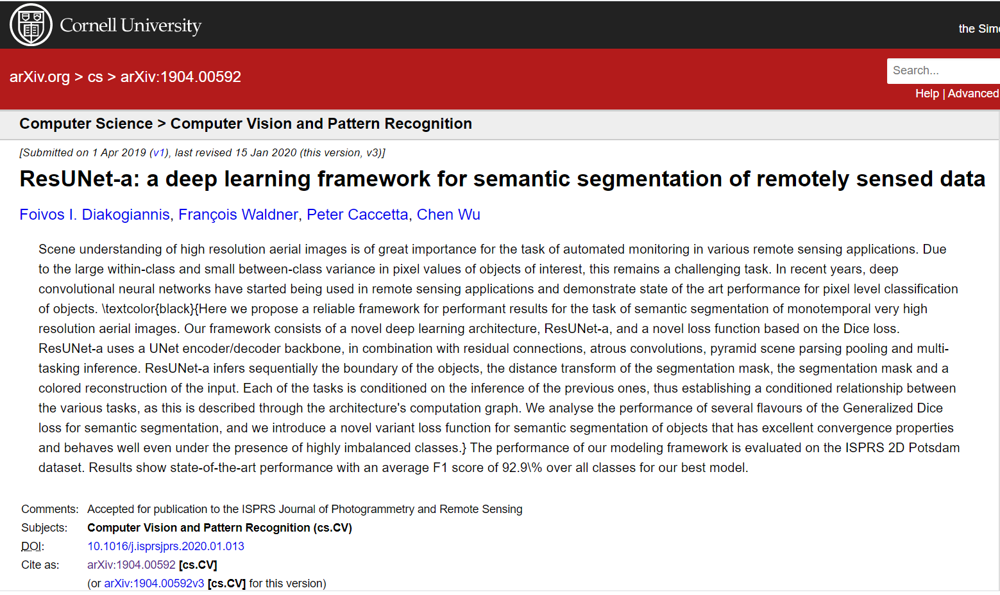 Cornell University
the Sim
arXiv.org > cs > arXiv:1904.00592
Search...
Help | Advanced
Computer Science > Computer Vision and Pattern Recognition
[Submitted on 1 Apr 2019 (v1), last revised 15 Jan 2020 (this version, v3)]
ResUNet-a: a deep learning framework for semantic segmentation of remotely sensed data
Foivos I. Diakogiannis, François Waldner, Peter Caccetta, Chen Wu
Scene understanding of high resolution aerial images is of great importance for the task of automated monitoring in various remote sensing applications. Due
to the large within-class and small between-class variance in pixel values of objects of interest, this remains a challenging task. In recent years, deep
convolutional neural networks have started being used in remote sensing applications and demonstrate state of the art performance for pixel level classification
of objects. \textcolor{black}{Here we propose a reliable framework for performant results for the task of semantic segmentation of monotemporal very high
resolution aerial images. Our framework consists of a novel deep learning architecture, ResUNet-a, and a novel loss function based on the Dice loss.
ResUNet-a uses a UNet encoder/decoder backbone, in combination with residual connections, atrous convolutions, pyramid scene parsing pooling and multi-
tasking inference. ResUNet-a infers sequentially the boundary of the objects, the distance transform of the segmentation mask, the segmentation mask and a
colored reconstruction of the input. Each of the tasks is conditioned on the inference of the previous ones, thus establishing a conditioned relationship between
the various tasks, as this is described through the architecture's computation graph. We analyse the performance of several flavours of the Generalized Dice
loss for semantic segmentation, and we introduce a novel variant loss function for semantic segmentation of objects that has excellent convergence properties
and behaves well even under the presence of highly imbalanced classes.} The performance of our modeling framework is evaluated on the ISPRS 2D Potsdam
dataset. Results show state-of-the-art performance with an average F1 score of 92.9\% over all classes for our best model.
Comments: Accepted for publication to the ISPRS Journal of Photogrammetry and Remote Sensing
Subjects: Computer Vision and Pattern Recognition (cs.CV)
DOI: 10.1016/j.isprsjprs.2020.01.013
Cite as: arXiv:1904.00592 [cs.CV]
(or arXiv:1904.00592v3 [cs.CV] for this version)